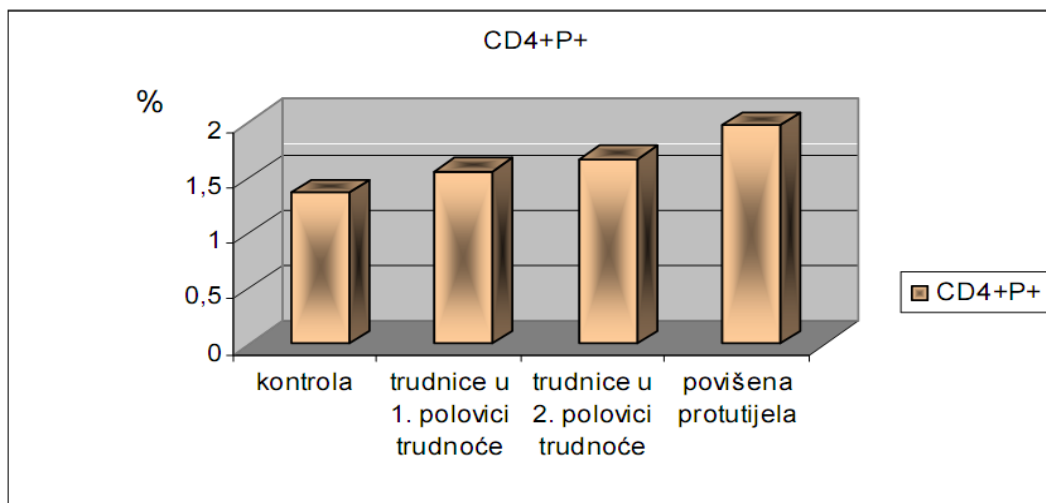 CD4+P+
%
2
1,5
1
0,5
0
kontrola
trudnice u
1. polovici
trudnoće
trudnice u
2. polovici
trudnoće
povišena
protutijela
CD4+P+